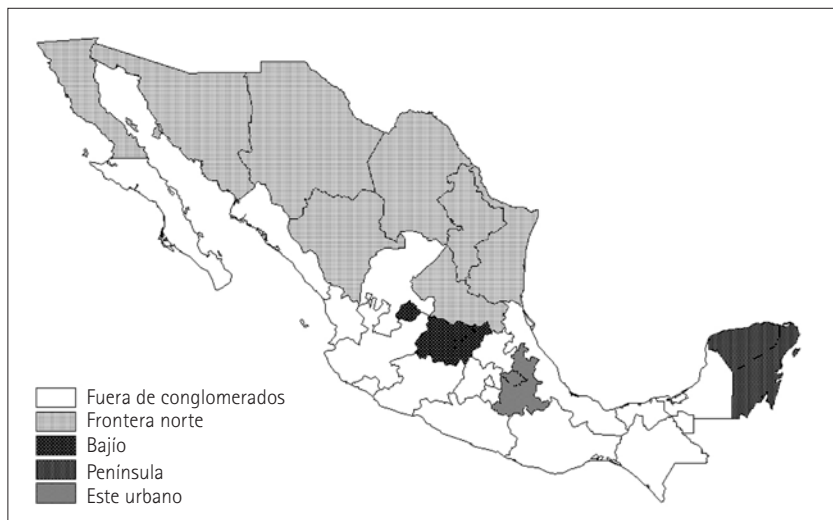 Fuera de conglomerados
Frontera norte
Bajío
Península
Este urbano